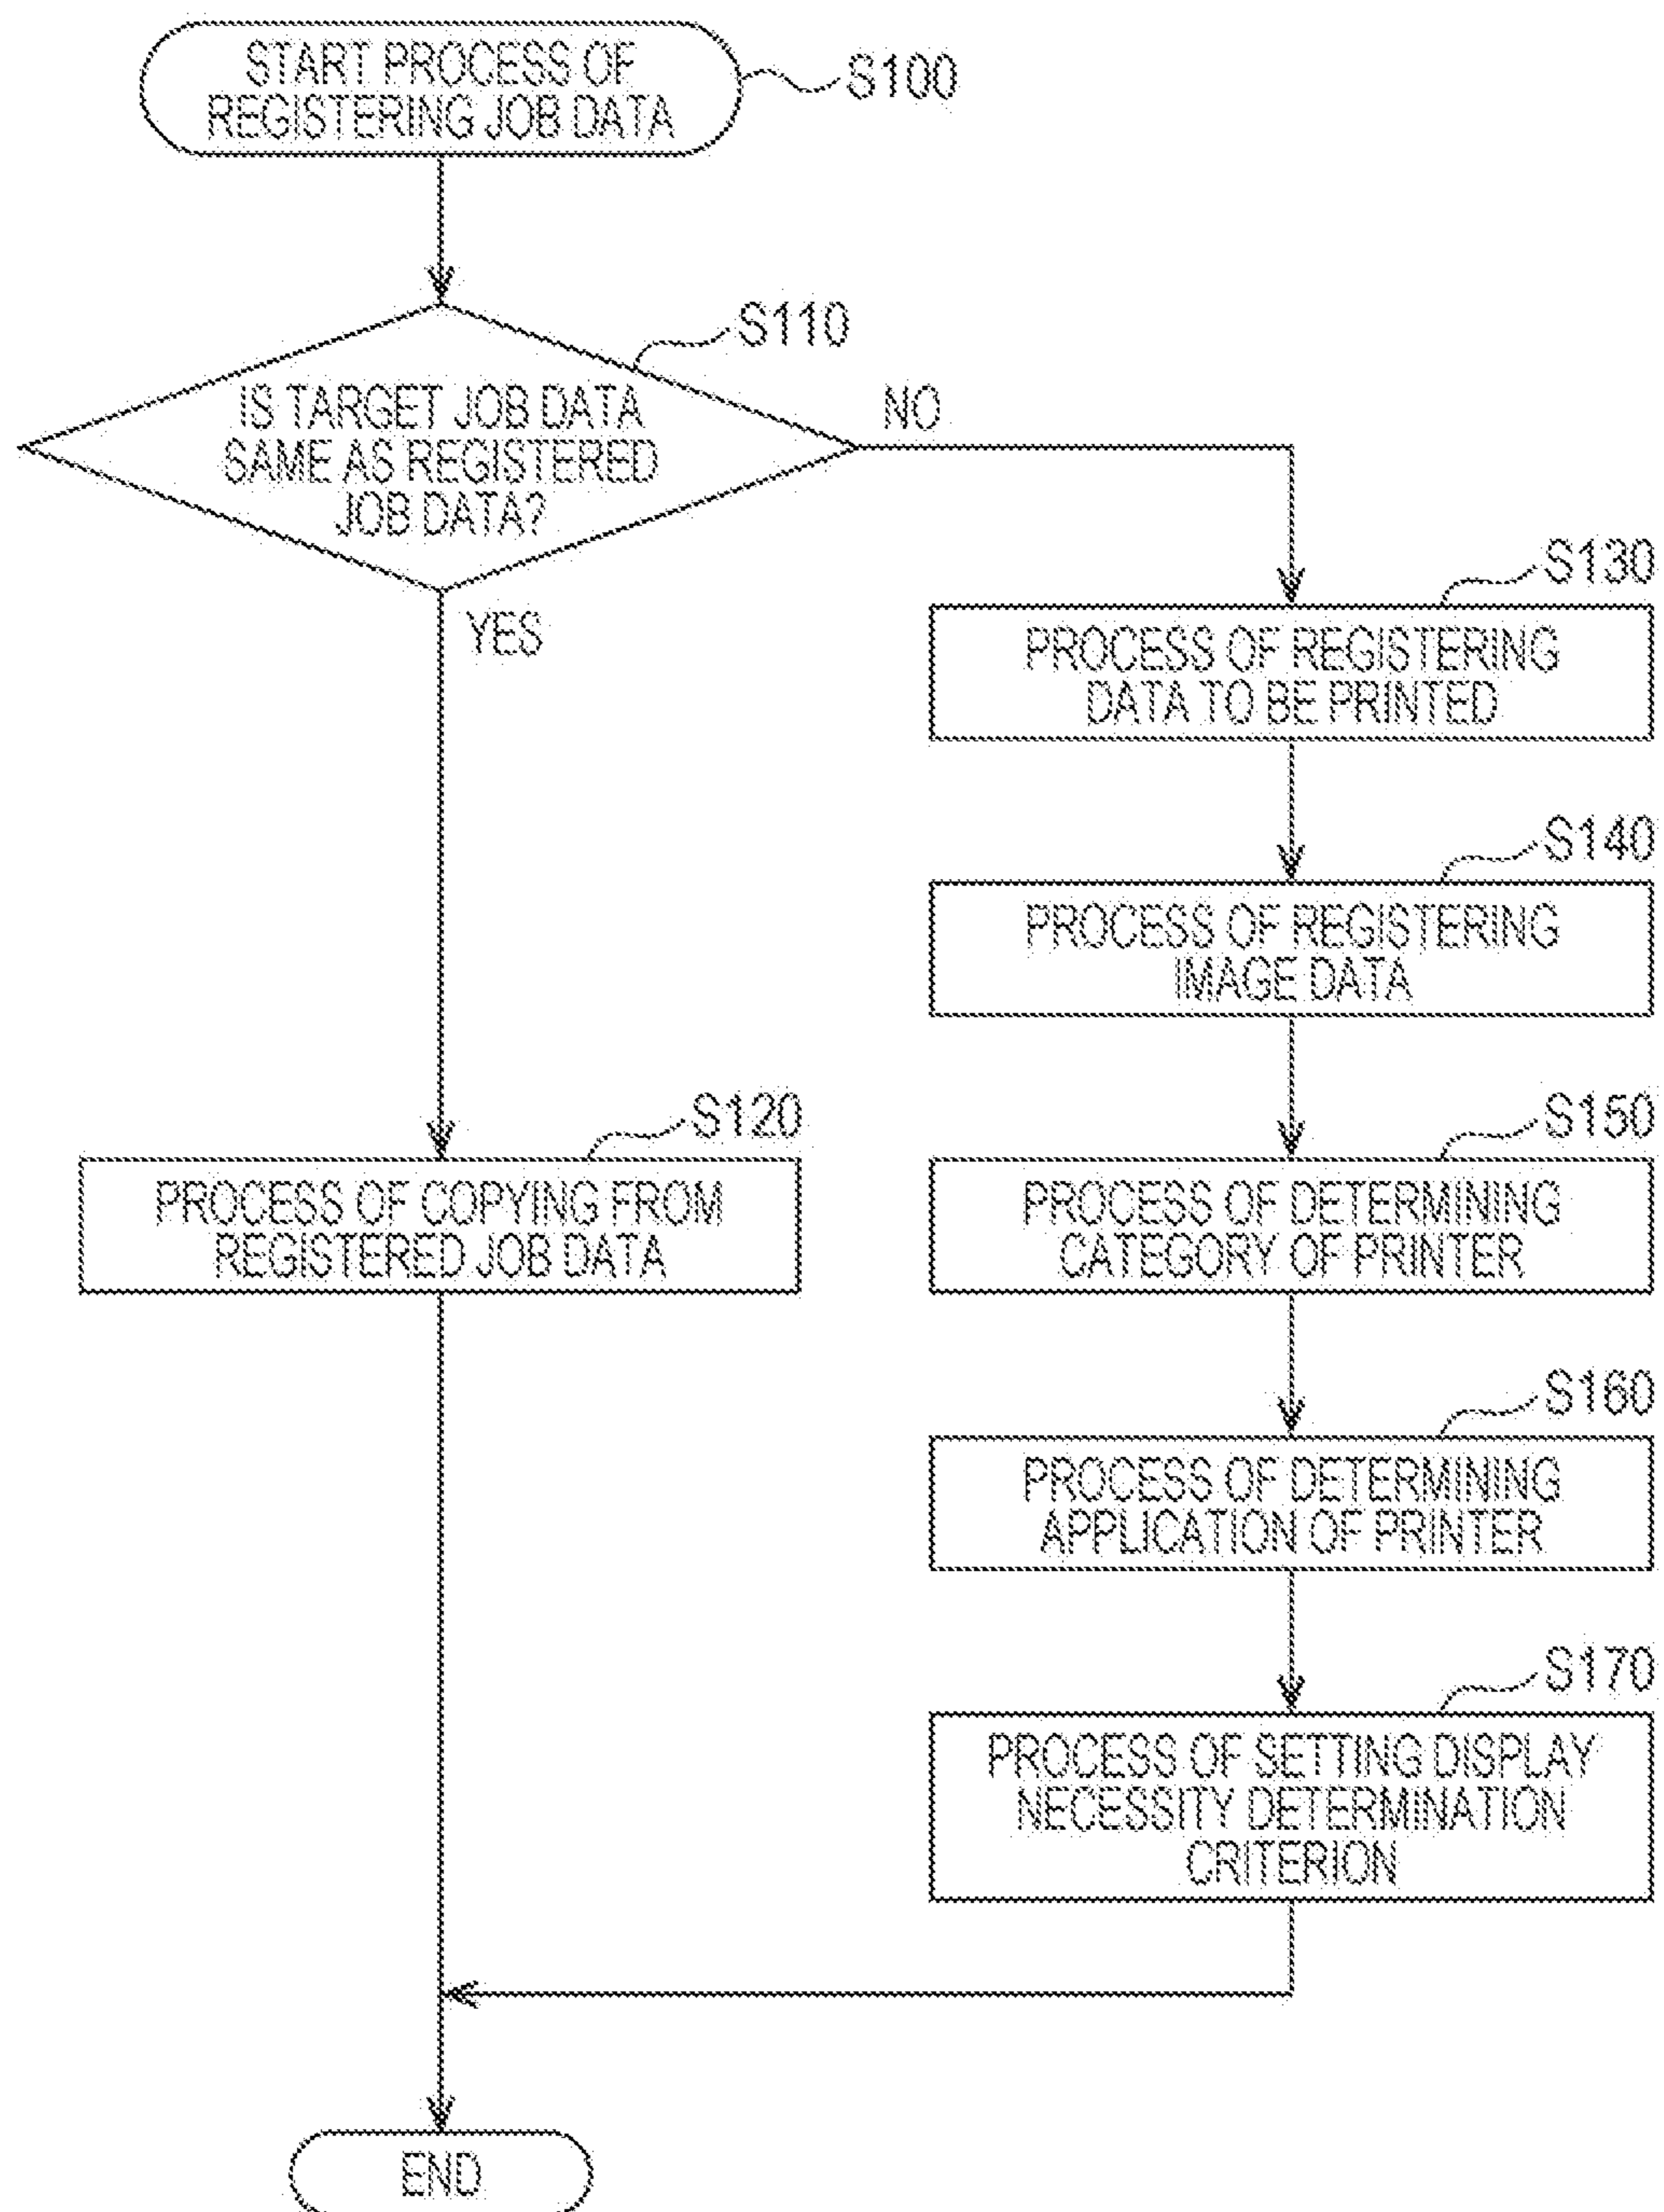 START PROCESS OF
REGISTERING JOB DATA
S100
S110
IS TARGET JOB DATA
SAME AS REGISTERED
JOB DATA?
NO
YES
S130
PROCESS OF REGISTERING
DATA TO BE PRINTED
S140
PROCESS OF REGISTERING
IMAGE DATA
S120
PROCESS OF COPYING FROM
REGISTERED JOB DATA
S150
PROCESS OF DETERMINING
CATEGORY OF PRINTER
S160
PROCESS OF DETERMINING
APPLICATION OF PRINTER
S170
PROCESS OF SETTING DISPLAY
NECESSITY DETERMINATION
CRITERION
END